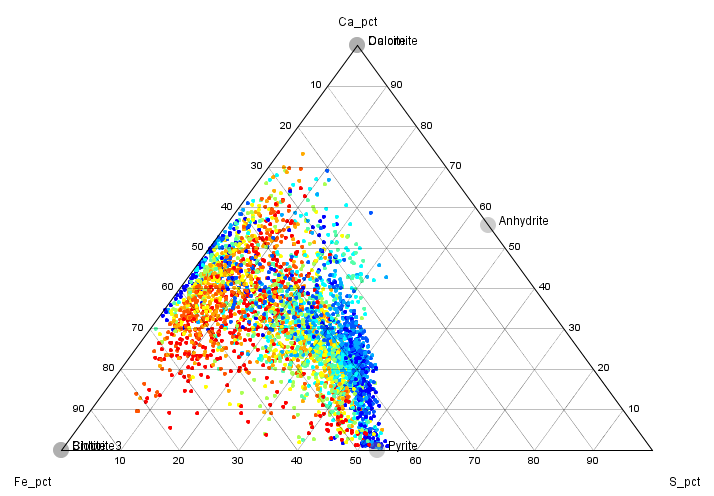 Ca_pct
Dolomite
10 90
20 80
30 70
40 60
Anhydrite
50 50
60 40
70 30
80 20
90 10
Biotite3
Pyrite
10 20 30 40 50 60 70 80 90
Fe_pct S_pct